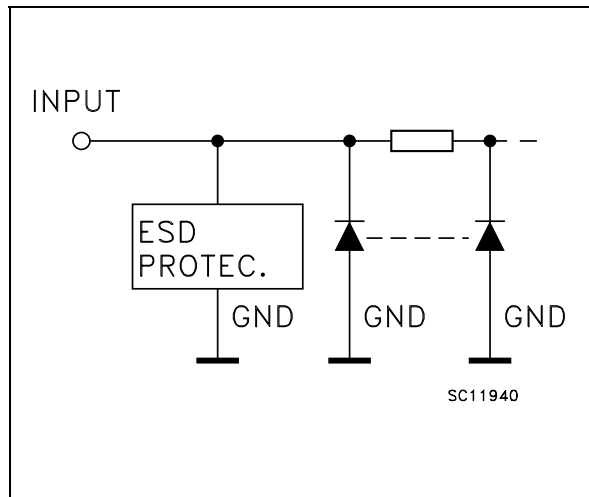 INPUT
ESD
PROTEC.
GND
GND
GND
SC11940